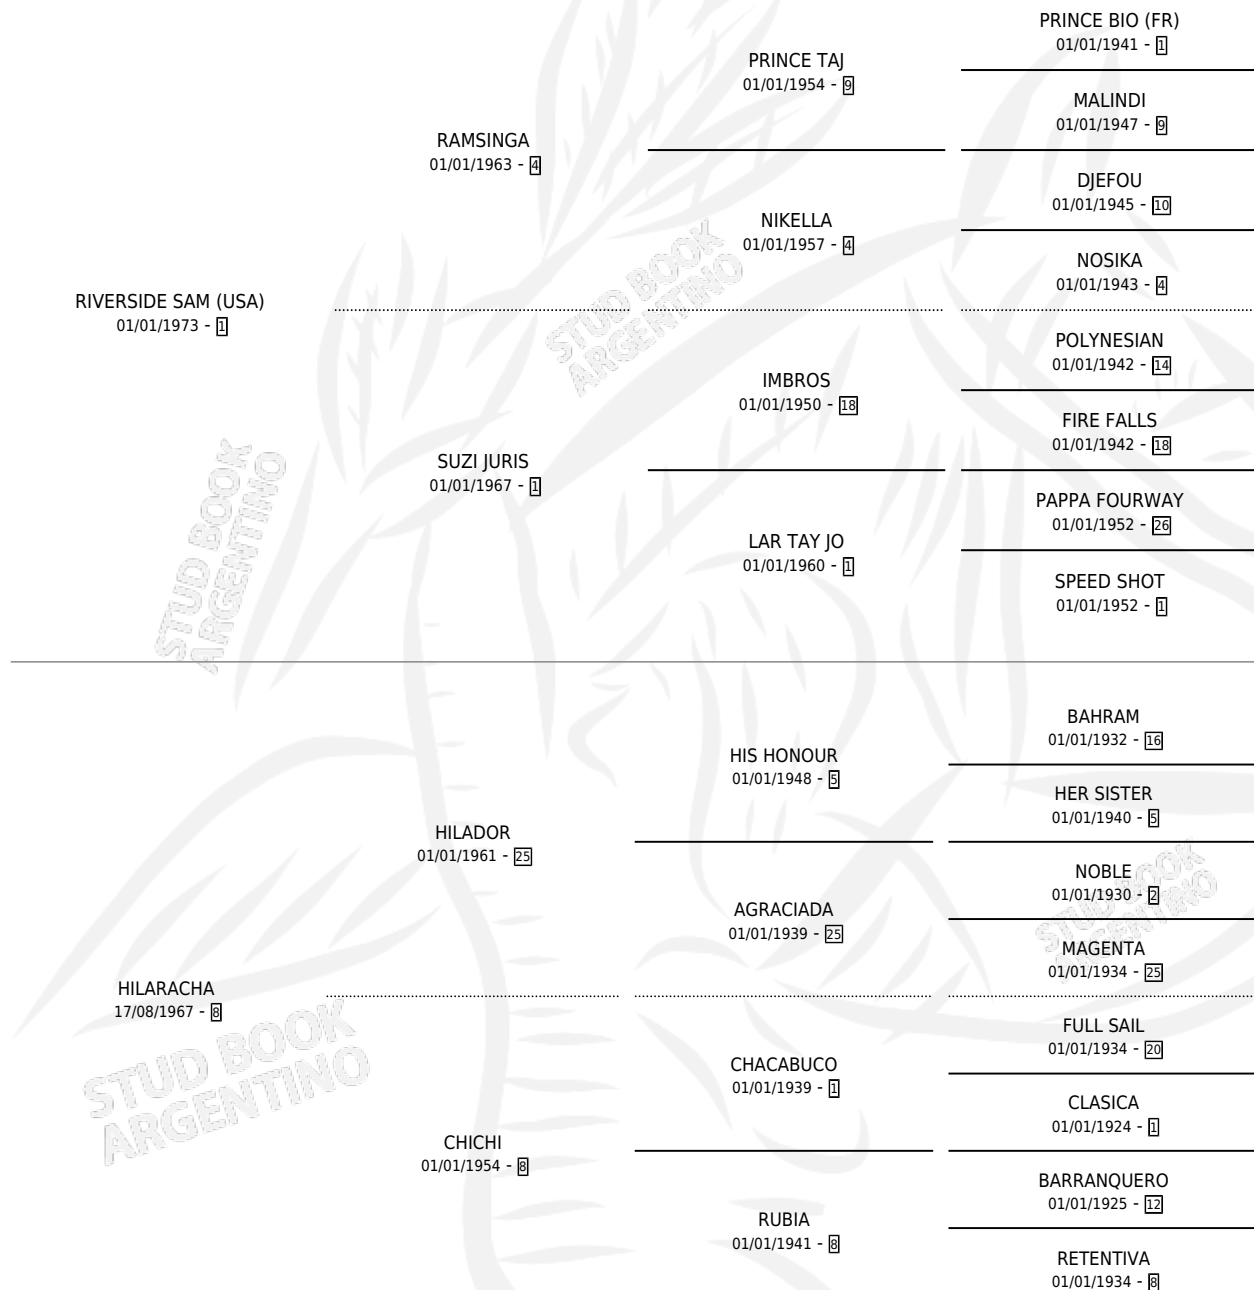 PRINCE BIO (FR)
01/01/1941 - 1
PRINCE TAJ
01/01/1954 - 9
MALINDI
01/01/1947 - 9
RAMSINGA
01/01/1963 - 4
DJEFOU
01/01/1945 - 10
NIKELLA
01/01/1957 - 4
NOSIKA
01/01/1943 - 4
RIVERSIDE SAM (USA)
01/01/1973 - 1
POLYNESIAN
01/01/1942 - 14
IMBROS
01/01/1950 - 18
FIRE FALLS
01/01/1942 - 18
SUZI JURIS
01/01/1967 - 1
PAPPA FOURWAY
01/01/1952 - 26
LAR TAY JO
01/01/1960 - 1
SPEED SHOT
01/01/1952 - 1
BAHRAM
01/01/1932 - 16
HIS HONOUR
01/01/1948 - 5
HER SISTER
01/01/1940 - 5
HILADOR
01/01/1961 - 25
NOBLE
01/01/1930 - 2
AGRACIADA
01/01/1939 - 25
MAGENTA
01/01/1934 - 25
HILARACHA
17/08/1967 - 8
FULL SAIL
01/01/1934 - 20
CHACABUCO
01/01/1939 - 1
CLASICA
01/01/1924 - 1
CHICHI
01/01/1954 - 8
BARRANQUERO
01/01/1925 - 12
RUBIA
01/01/1941 - 8
RETENTIVA
01/01/1934 - 8
STUD BOOK
ARGENTINO
STUD BOOK
ARGENTINO
STUD BOOK
ARGENTINO
STUD BOOK
ARGENTINO